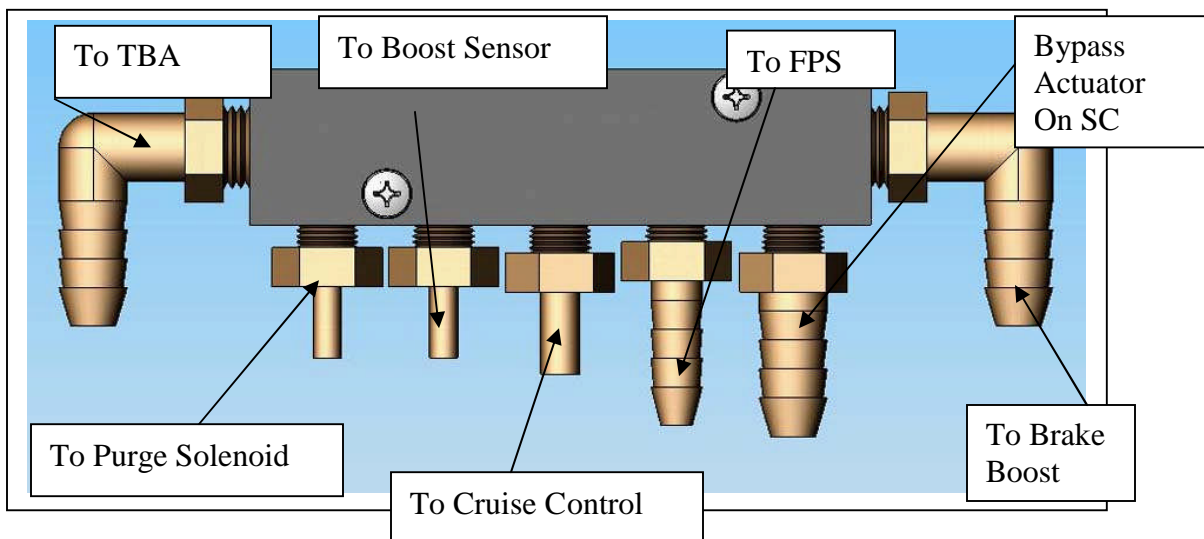 To TBA
To Boost Sensor
To FPS
Bypass
Actuator
On SC
To Purge Solenoid
To Cruise Control
To Brake
Boost